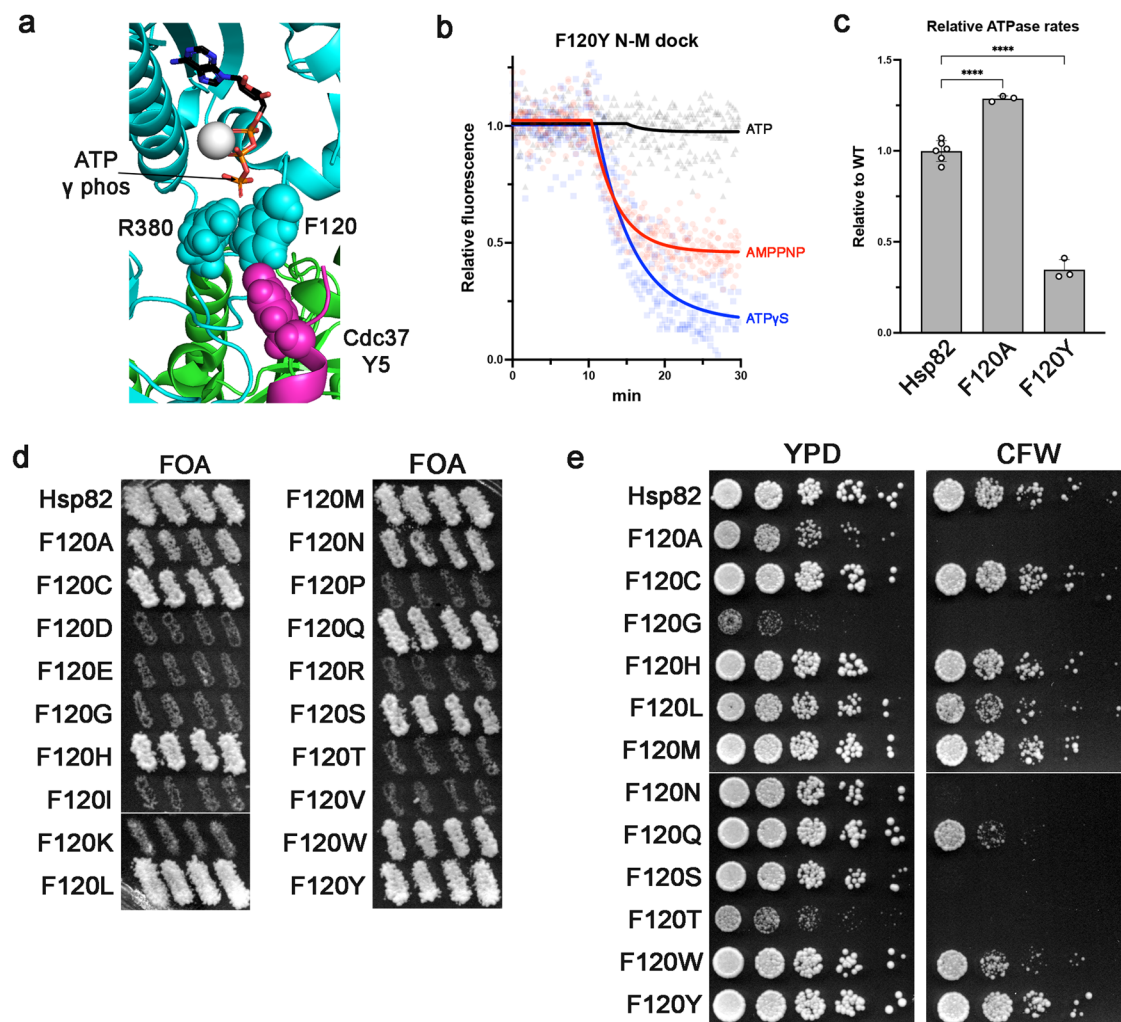 a
ATP
γ phos
R380
F120
Cdc37
Y5
b
F120Y N-M dock
Relative fluorescence
1.0
0.5
0.0
0
10
20
30
min
ATP
AMPPNP
ATPγS
c
Relative ATPase rates
****
****
Relative to WT
1.5
1.0
0.5
0.0
Hsp82
F120A
F120Y
d
FOA
Hsp82
F120A
F120C
F120D
F120E
F120G
F120H
F120I
F120K
F120L
FOA
F120M
F120N
F120P
F120Q
F120R
F120S
F120T
F120V
F120W
F120Y
e
YPD
CFW
Hsp82
F120A
F120C
F120G
F120H
F120L
F120M
F120N
F120Q
F120S
F120T
F120W
F120Y